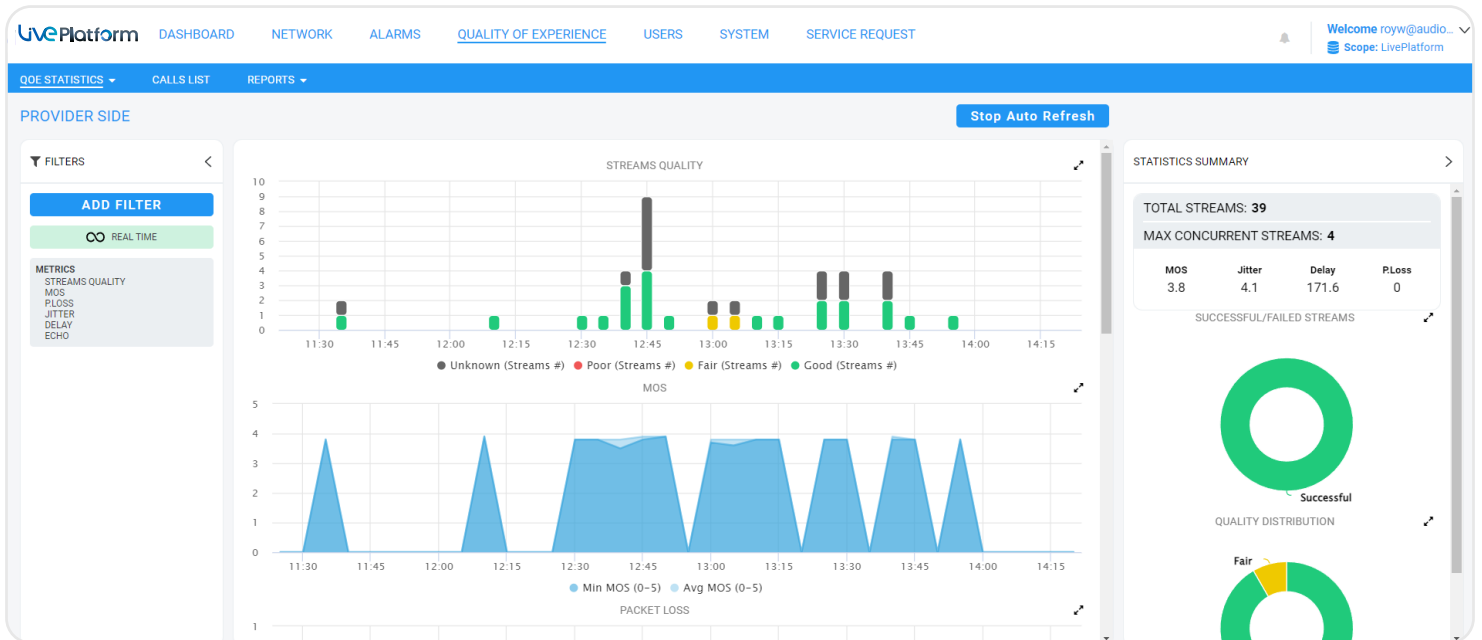 LivePlatform DASHBOARD NETWORK ALARMS QUALITY OF EXPERIENCE USERS SYSTEM SERVICE REQUEST
Welcome royw@audio...
Scope: LivePlatform
QOE STATISTICS CALLS LIST REPORTS
PROVIDER SIDE
Stop Auto Refresh
FILTERS
ADD FILTER
REAL TIME
METRICS
STREAMS QUALITY
MOS
P.LOSS
JITTER
DELAY
ECHO
STREAMS QUALITY
10
9
8
7
6
5
4
3
2
1
0
11:30 11:45 12:00 12:15 12:30 12:45 13:00 13:15 13:30 13:45 14:00 14:15
Unknown (Streams #) Poor (Streams #) Fair (Streams #) Good (Streams #)
MOS
5
4
3
2
1
0
11:30 11:45 12:00 12:15 12:30 12:45 13:00 13:15 13:30 13:45 14:00 14:15
Min MOS (0-5) Avg MOS (0-5)
PACKET LOSS
1
STATISTICS SUMMARY
TOTAL STREAMS: 39
MAX CONCURRENT STREAMS: 4
MOS Jitter Delay P.Loss
3.8 4.1 171.6 0
SUCCESSFUL/FAILED STREAMS
Successful
QUALITY DISTRIBUTION
Fair